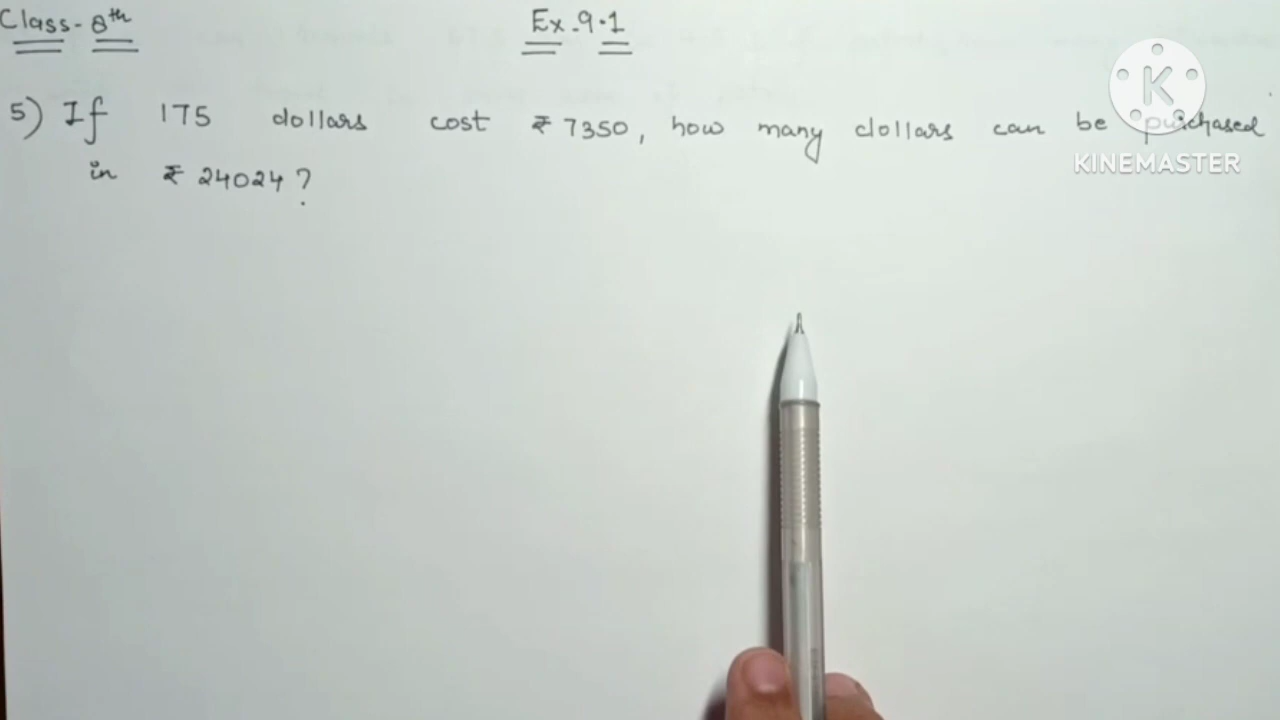 Class- 8th Ex-9.1
5) If 175 dollars cost ₹ 7350, how many dollars can be purchased
in ₹ 24024?
K
KINEMASTER